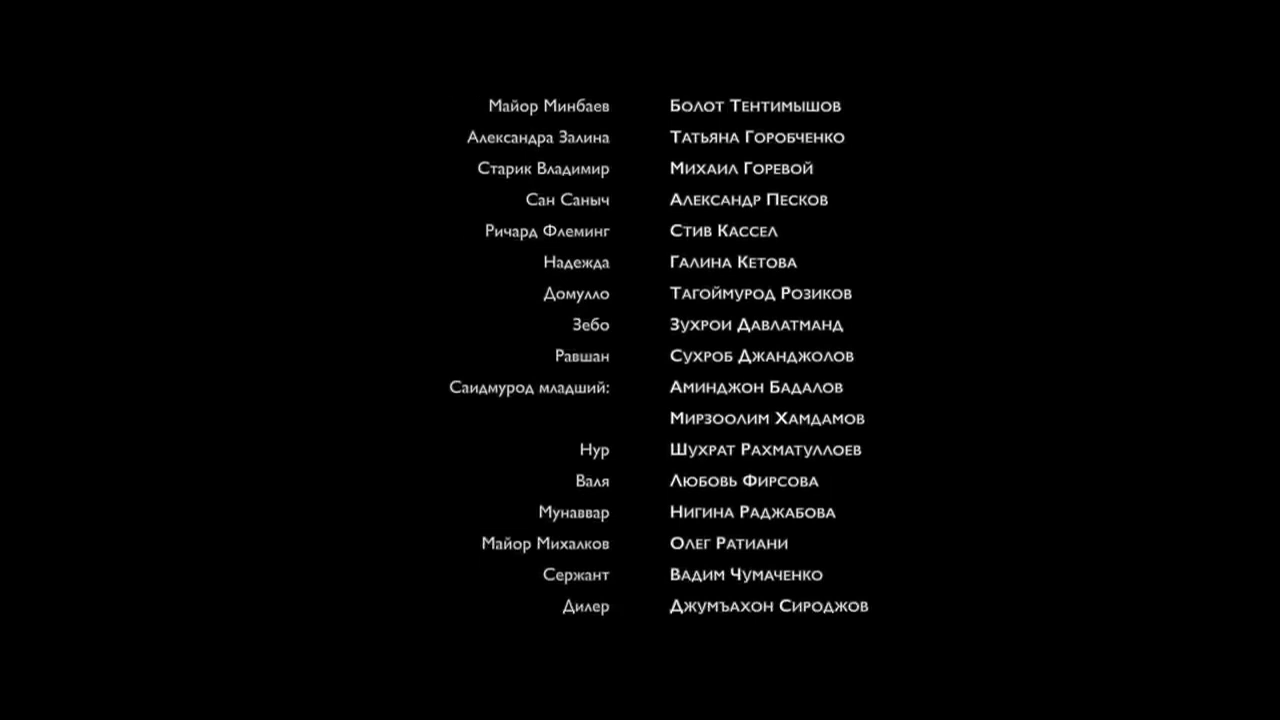 Майор Минбаев Болот Тентимышов
Александра Залина Татьяна Горобченко
Старик Владимир Михаил Горевой
Сан Саныч Александр Песков
Ричард Флеминг Стив Кассел
Надежда Галина Кетова
Домулло Тагоймурод Розиков
Зебо Зухрои Давлатманд
Равшан Сухроб Джанджолов
Саидмурод младший: Аминджон Бадалов
Мирзоолим Хамдамов
Нур Шухрат Рахматуллоев
Валя Любовь Фирсова
Мунаввар Нигина Раджабова
Майор Михалков Олег Ратиани
Сержант Вадим Чумаченко
Дилер Джумъахон Сироджов